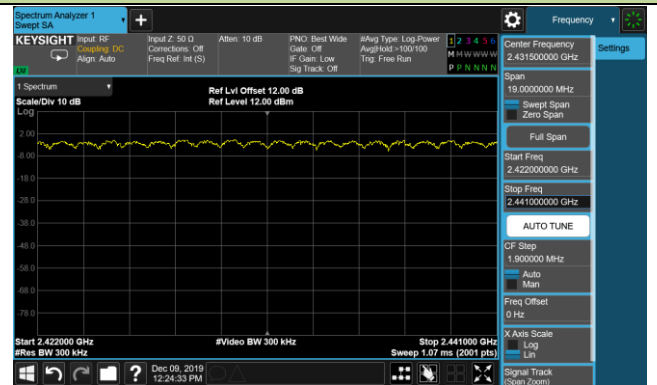 Spectrum Analyzer 1
Swept SA
Frequency
KEYSIGHT
Input: RF
Coupling: DC
Align: Auto
Input Z: 50 Ω
Corrections: Off
Freq Ref: Int (S)
Atten: 10 dB
PNO: Best Wide
Gate: Off
IF Gain: Low
Sig Track: Off
#Avg Type: Log-Power
Avg|Hold:>100/100
Trig: Free Run
1 2 3 4 5 6
M M W W W W
P P N N N N
LXI
1 Spectrum
Scale/Div 10 dB
Log
Ref Lvl Offset 12.00 dB
Ref Level 12.00 dBm
2.00
-8.00
-18.0
-28.0
-38.0
-48.0
-58.0
-68.0
-78.0
Start 2.422000 GHz
#Res BW 300 kHz
#Video BW 300 kHz
Stop 2.441000 GHz
Sweep 1.07 ms (2001 pts)
Center Frequency
2.431500000 GHz
Settings
Span
19.0000000 MHz
Swept Span
Zero Span
Full Span
Start Freq
2.422000000 GHz
Stop Freq
2.441000000 GHz
AUTO TUNE
CF Step
1.900000 MHz
Auto
Man
Freq Offset
0 Hz
X Axis Scale
Log
Lin
Signal Track
(Span Zoom)
?
Dec 09, 2019
12:24:33 PM